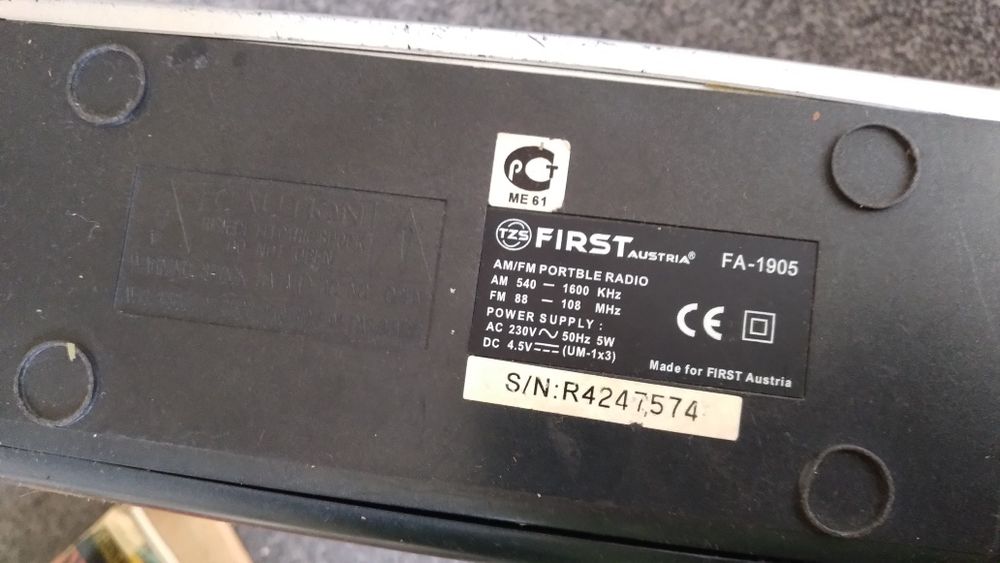 РСТ
ME 61
TZS FIRST AUSTRIA® FA-1905
AM/FM PORTBLE RADIO
AM 540 — 1600 KHz
FM 88 — 108 MHz
POWER SUPPLY :
AC 230V ~ 50Hz 5W
DC 4.5V (UM-1x3)
CE
Made for FIRST Austria
S/N:R4247574
CAUTION